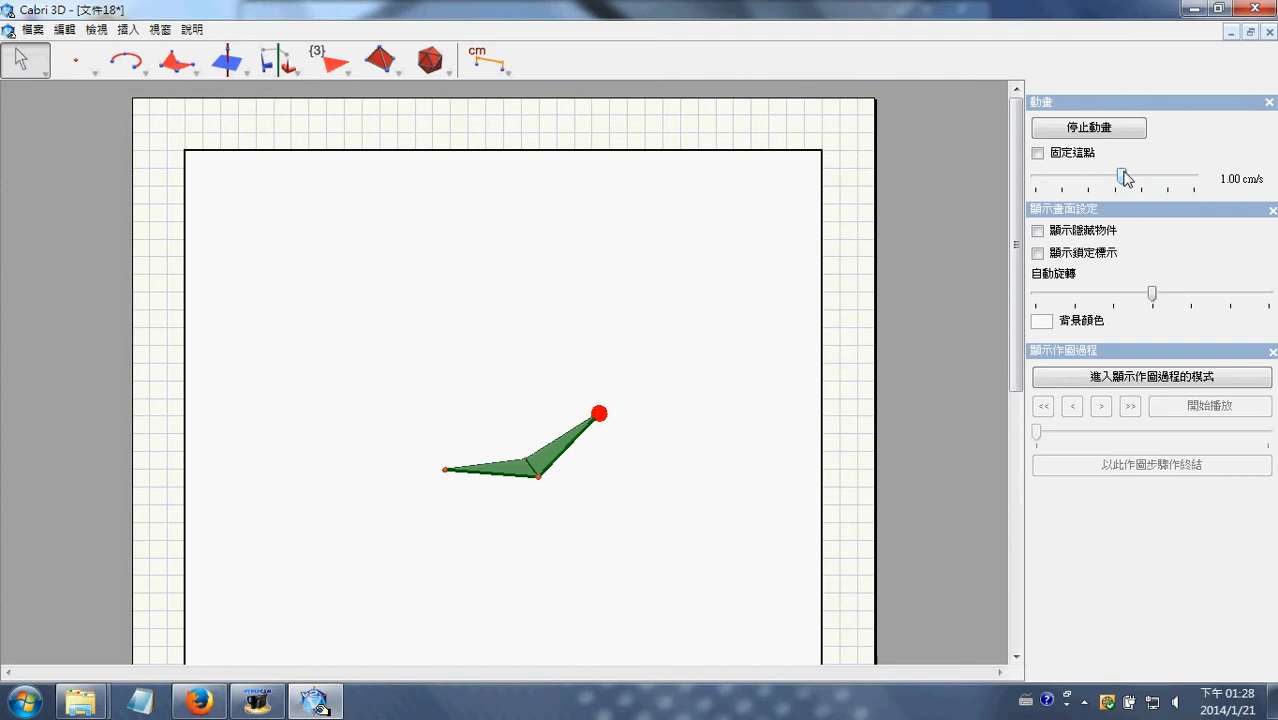 Cabri 3D - [文件18*]
檔案 編輯 檢視 插入 視窗 說明
{3} cm
動畫
停止動畫
固定這點
1.00 cm/s
顯示畫面設定
顯示隱藏物件
顯示鎖定標示
自動旋轉
背景顏色
顯示作圖過程
進入顯示作圖過程的模式
<< < > >> 開始播放
以此作圖步驟作終結
HYPERCAM
下午 01:28
2014/1/21